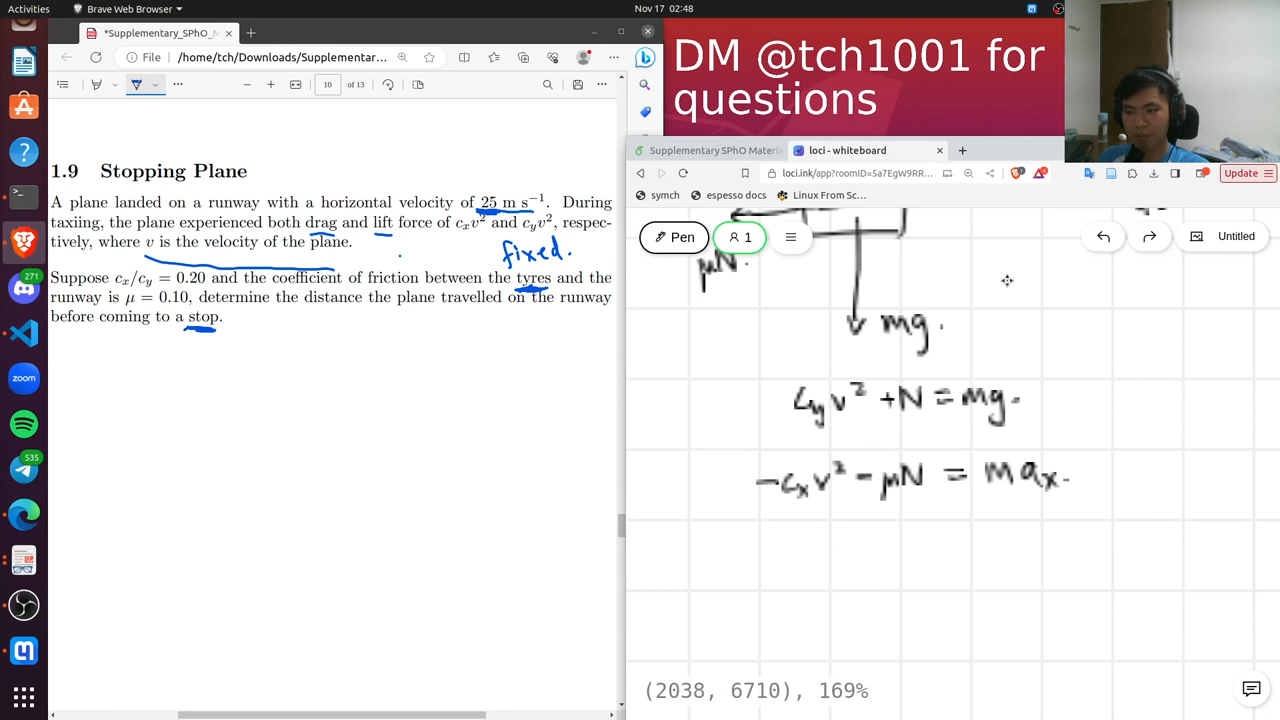 Activities
Brave Web Browser
Nov 17 02:48
*Supplementary_SPhO_M
File
/home/tch/Downloads/Supplementar...
10
of 13
1.9 Stopping Plane
A plane landed on a runway with a horizontal velocity of 25 m s⁻¹. During
taxiing, the plane experienced both drag and lift force of cₓv² and c_yv², respec-
tively, where v is the velocity of the plane.
fixed.
Suppose cₓ/c_y = 0.20 and the coefficient of friction between the tyres and the
runway is μ = 0.10, determine the distance the plane travelled on the runway
before coming to a stop.
271
zoom
535
DM @tch1001 for
questions
Supplementary SPhO Materia
loci - whiteboard
loci.ink/app?roomID=5a7EgW9RR...
Update
symch
espesso docs
Linux From Sc...
Pen
1
Untitled
μN.
mg.
c_yv² + N = mg.
-cₓv² - μN = maₓ.
(2038, 6710), 169%